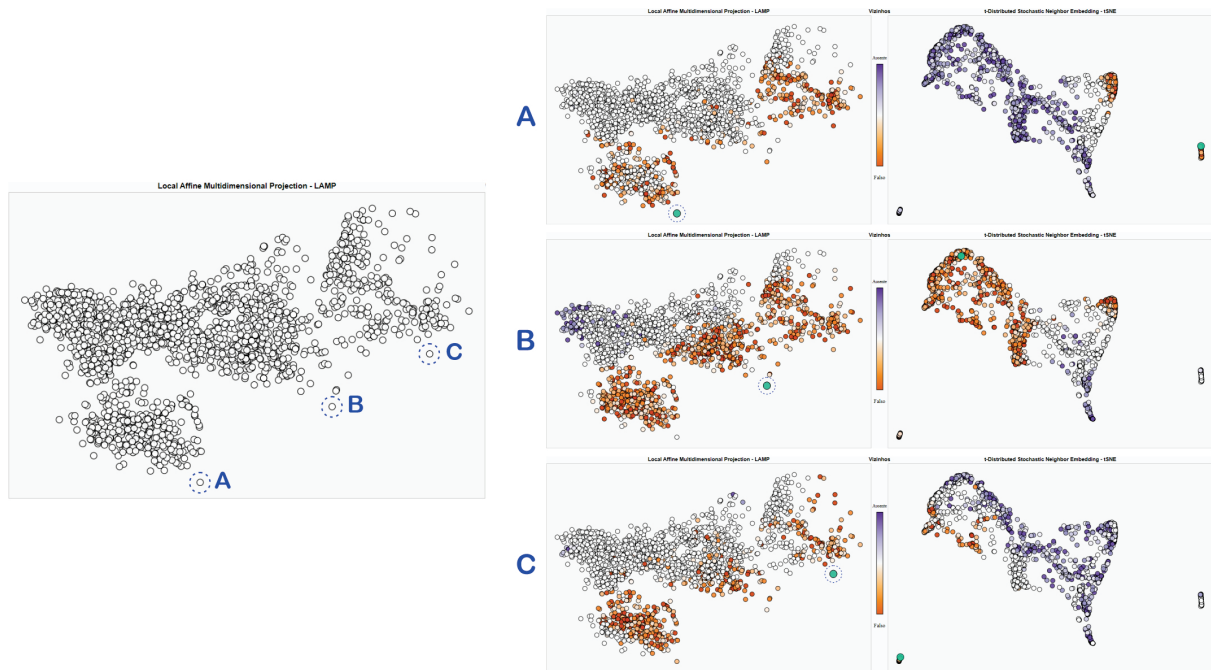 Local Affine Multidimensional Projection - LAMP
A
B
C
A
Local Affine Multidimensional Projection - LAMP
Vizinhos
t-Distributed Stochastic Neighbor Embedding - tSNE
Ausente
Falso
B
Local Affine Multidimensional Projection - LAMP
Vizinhos
t-Distributed Stochastic Neighbor Embedding - tSNE
Ausente
Falso
C
Local Affine Multidimensional Projection - LAMP
Vizinhos
t-Distributed Stochastic Neighbor Embedding - tSNE
Ausente
Falso